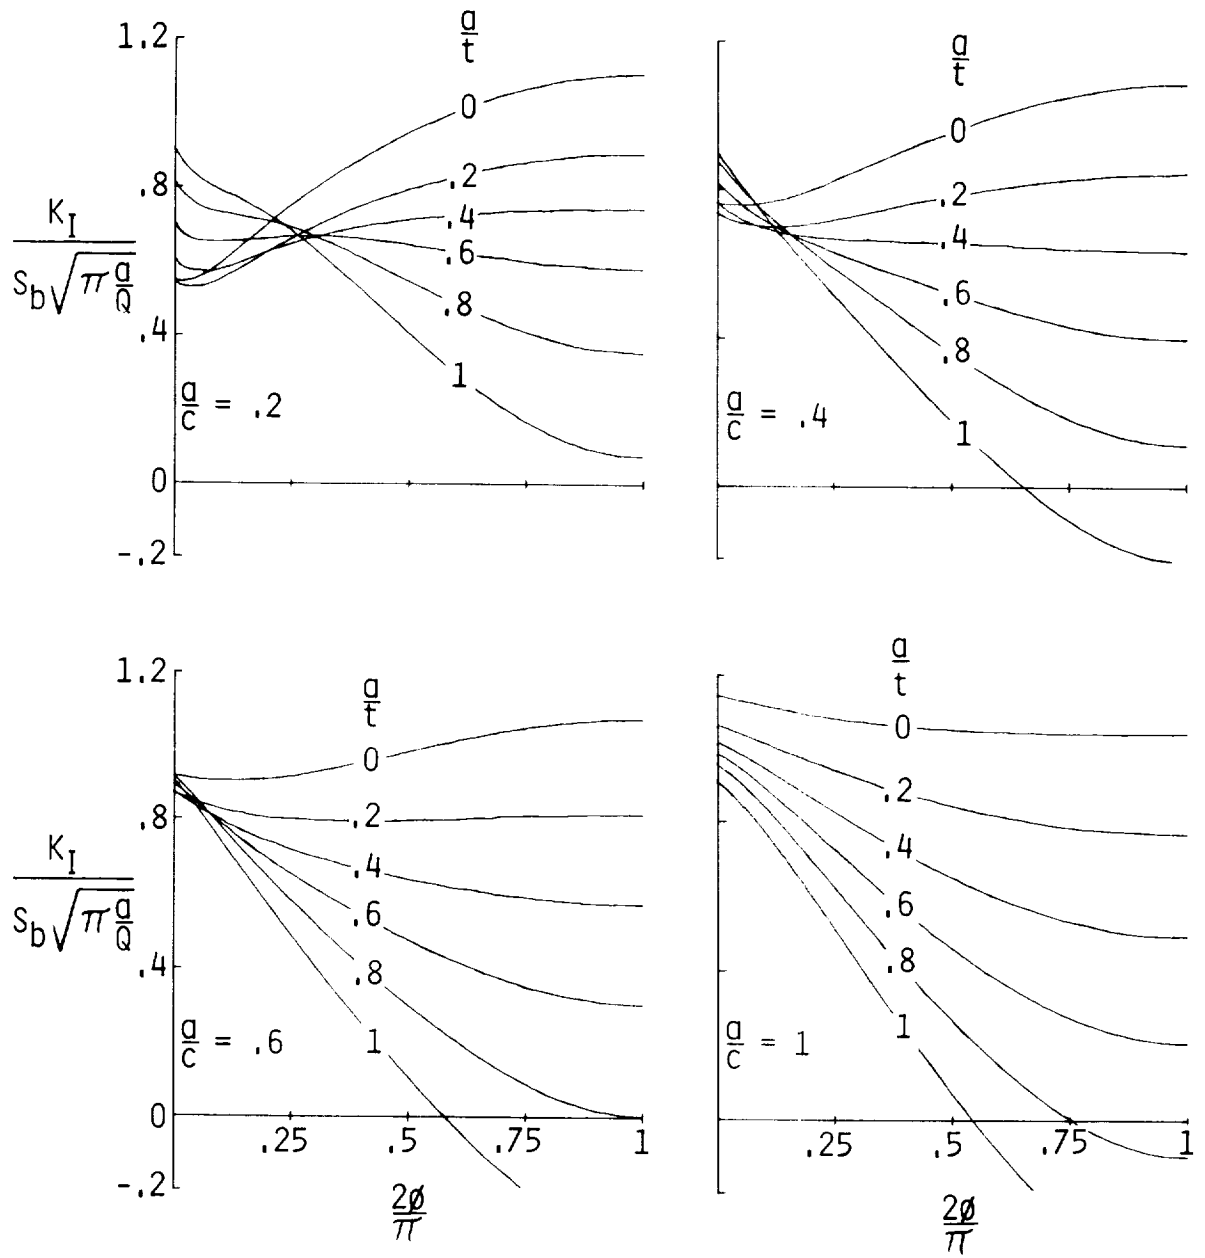 1.2
.8
.4
0
-.2
K_I
S_b√(π a/Q)
a/t
0
.2
.4
.6
.8
1
a/c = .2
a/t
0
.2
.4
.6
.8
1
a/c = .4
1.2
.8
.4
0
-.2
K_I
S_b√(π a/Q)
a/t
0
.2
.4
.6
.8
1
a/c = .6
.25 .5 .75 1
2ø/π
a/t
0
.2
.4
.6
.8
1
a/c = 1
.25 .5 .75 1
2ø/π